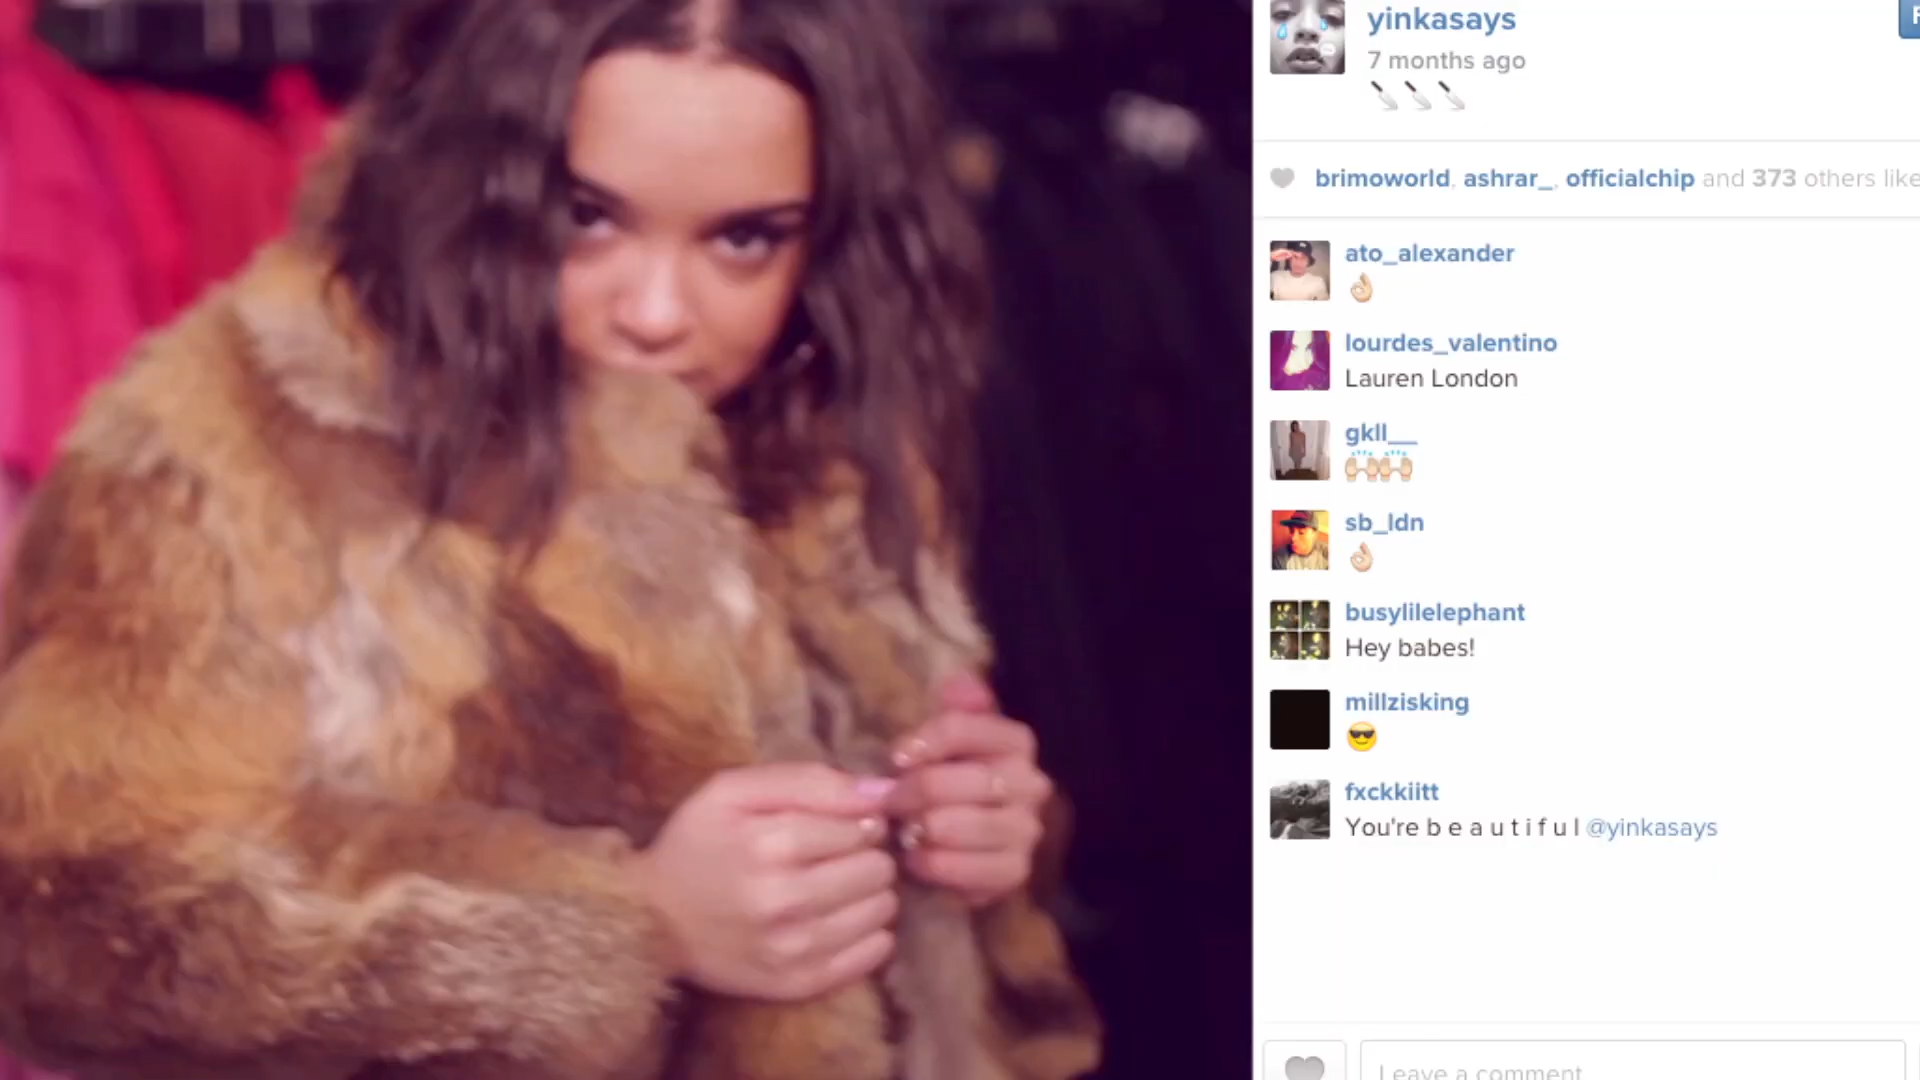 yinkasays
7 months ago
brimoworld, ashrar_, officialchip and 373 others like
ato_alexander
lourdes_valentino
Lauren London
gkll__
sb_ldn
busylilelephant
Hey babes!
millzisking
fxckkiitt
You're b e a u t i f u l @yinkasays
Leave a comment